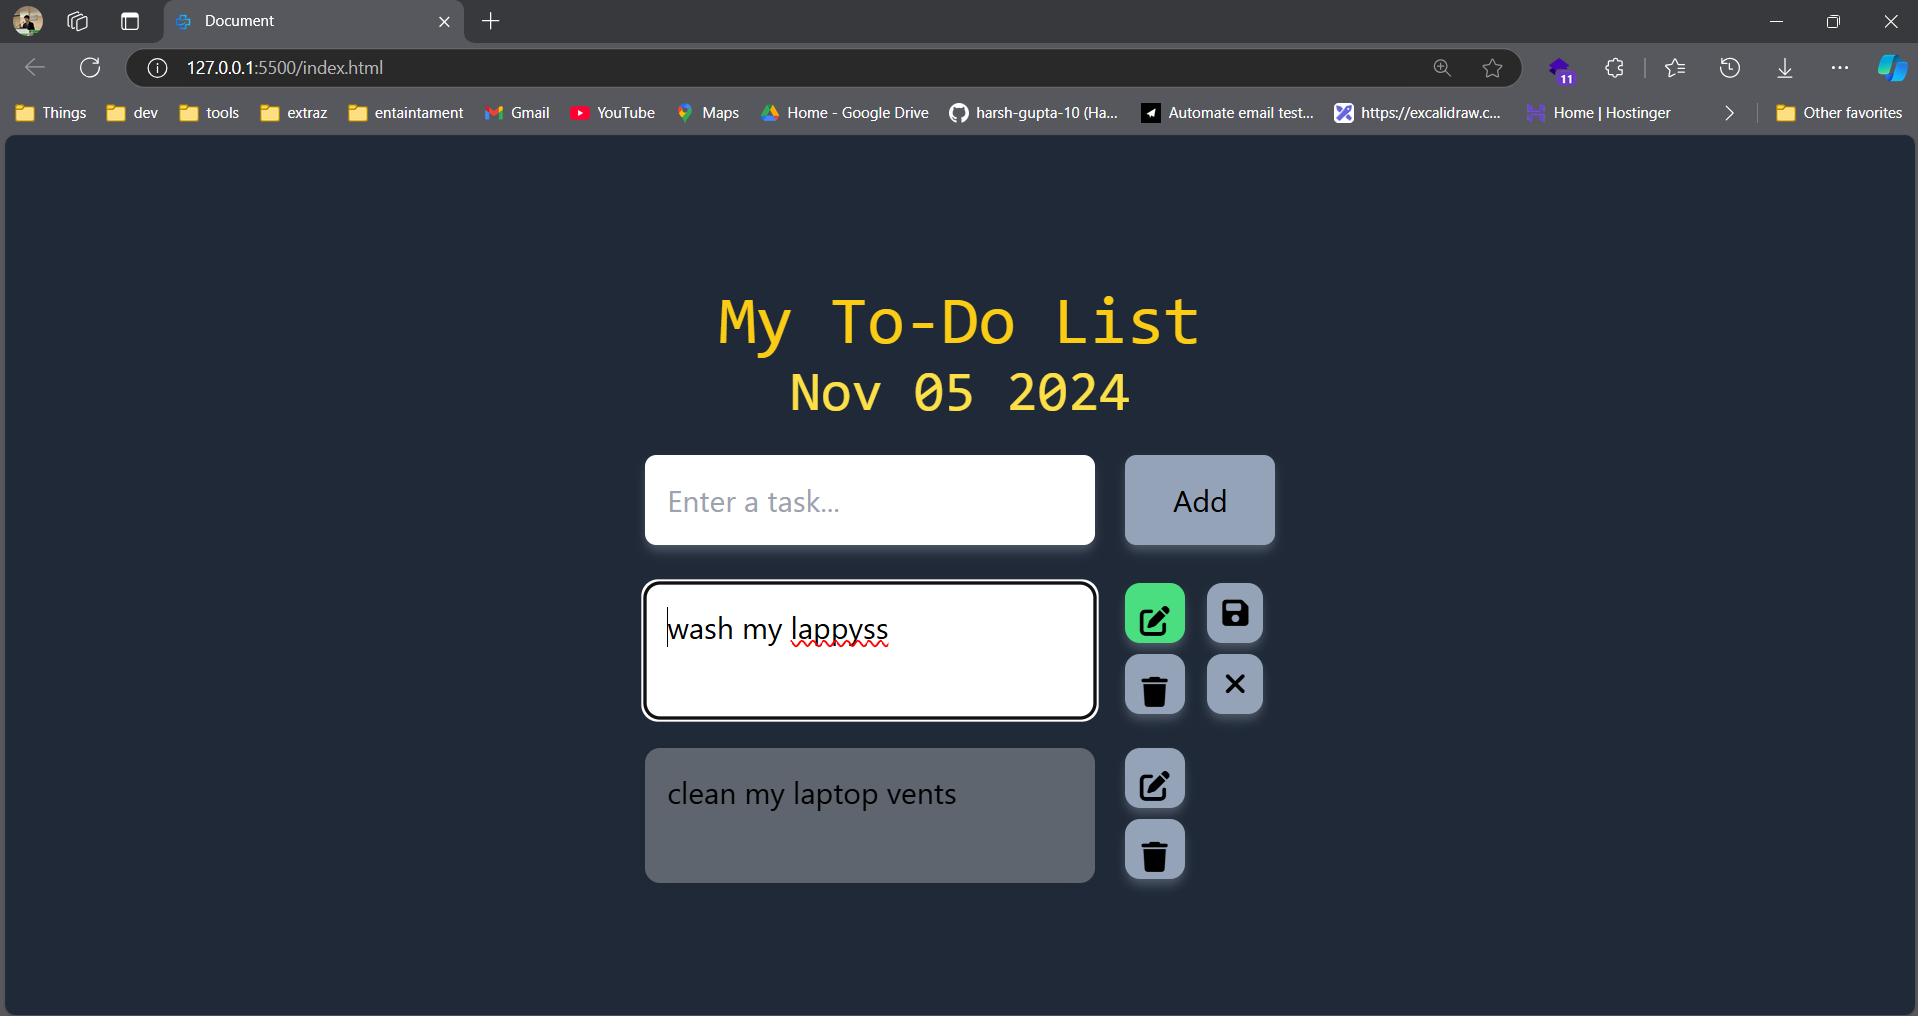 Document
127.0.0.1:5500/index.html
11
Things dev tools extraz entaintament Gmail YouTube Maps Home - Google Drive harsh-gupta-10 (Ha... Automate email test... https://excalidraw.c... Home | Hostinger Other favorites
My To-Do List
Nov 05 2024
Enter a task...
Add
wash my lappyss
clean my laptop vents